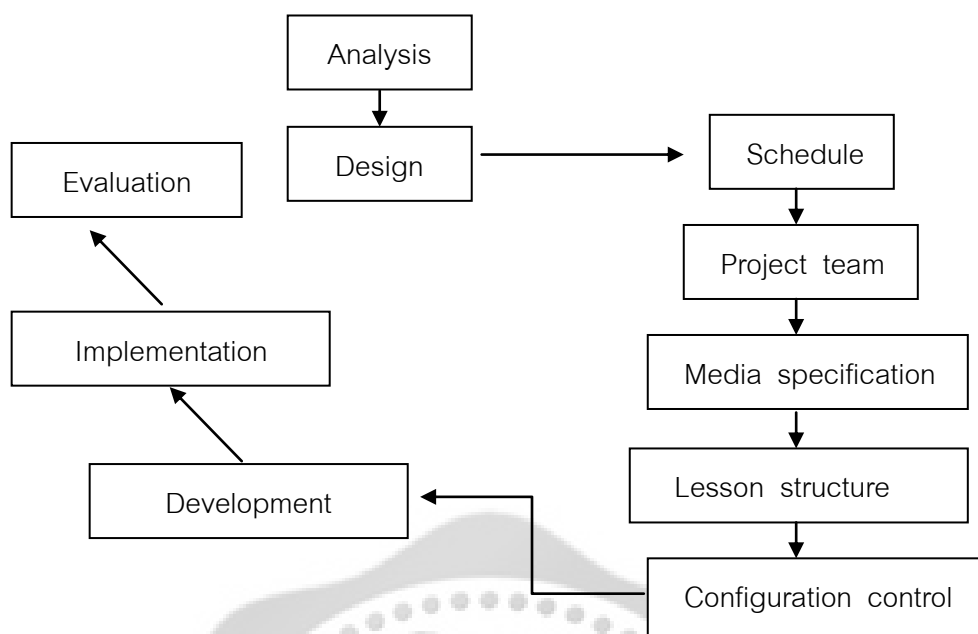 Analysis
Design
Schedule
Project team
Media specification
Lesson structure
Configuration control
Development
Implementation
Evaluation